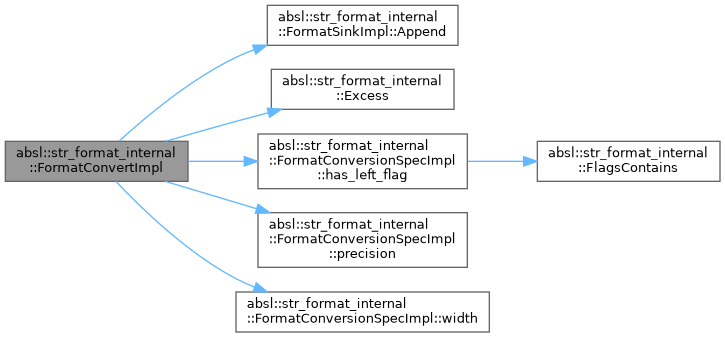 absl::str_format_internal
::FormatSinkImpl::Append
absl::str_format_internal
::Excess
absl::str_format_internal
::FormatConvertImpl
absl::str_format_internal
::FormatConversionSpecImpl
::has_left_flag
absl::str_format_internal
::FlagsContains
absl::str_format_internal
::FormatConversionSpecImpl
::precision
absl::str_format_internal
::FormatConversionSpecImpl::width